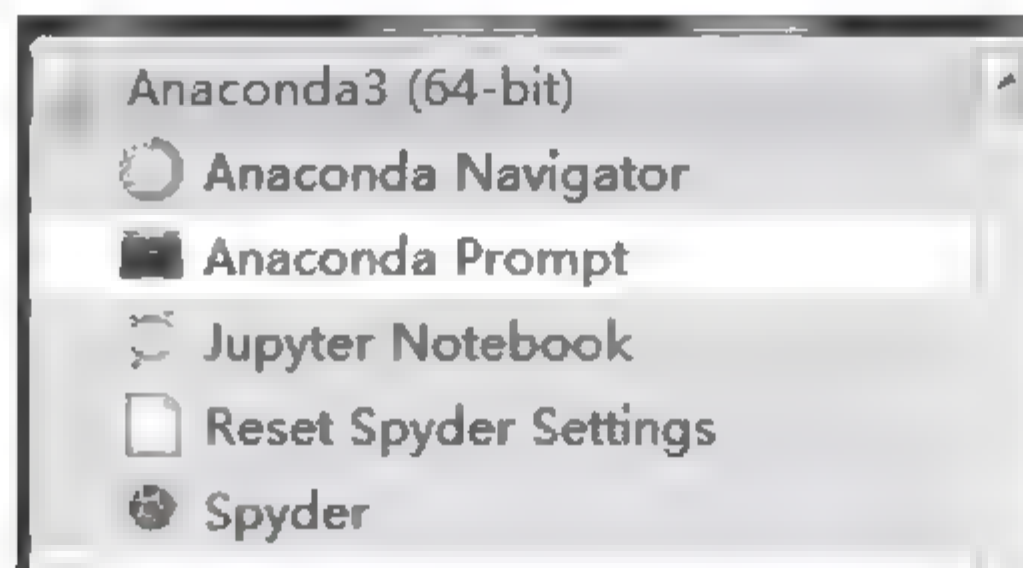 Anaconda3 (64-bit)
Anaconda Navigator
Anaconda Prompt
Jupyter Notebook
Reset Spyder Settings
Spyder